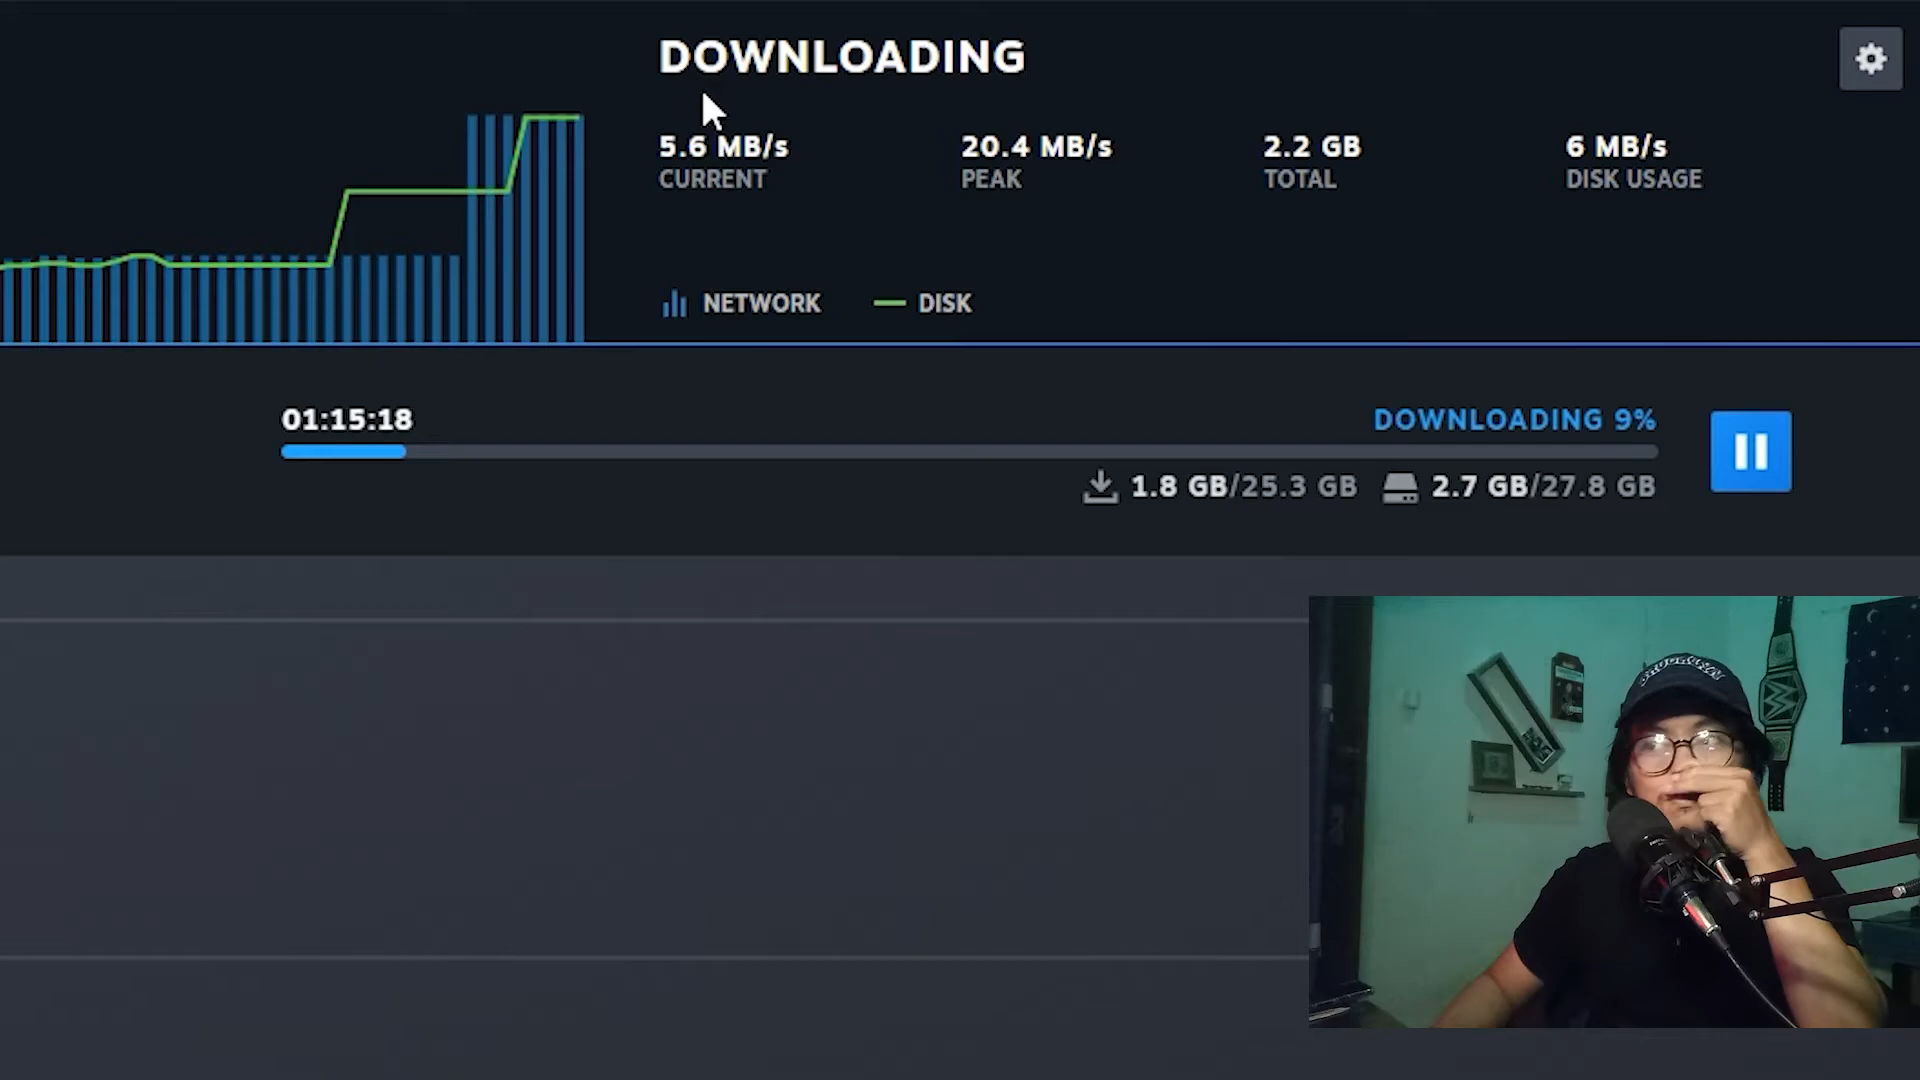 DOWNLOADING
5.6 MB/s
CURRENT
20.4 MB/s
PEAK
2.2 GB
TOTAL
6 MB/s
DISK USAGE
NETWORK
DISK
01:15:18
DOWNLOADING 9%
1.8 GB/25.3 GB
2.7 GB/27.8 GB